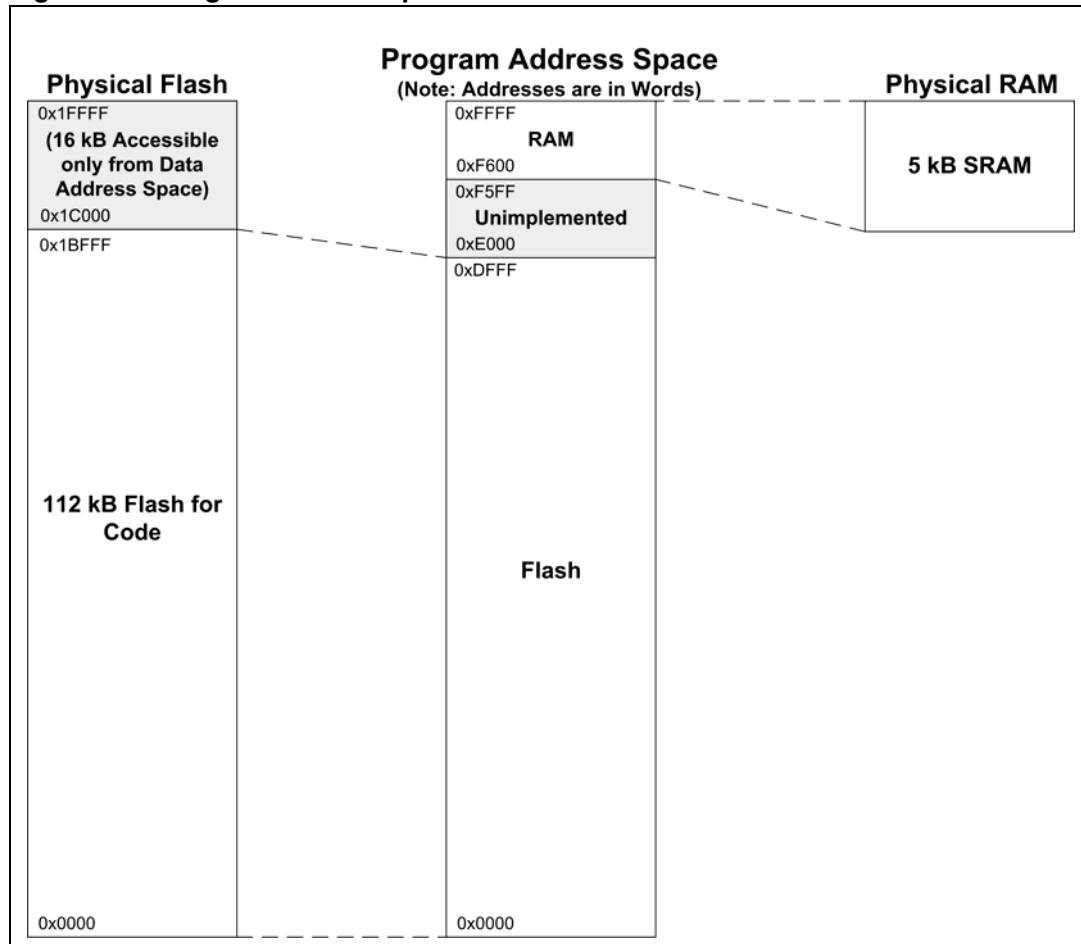 Program Address Space
(Note: Addresses are in Words)
Physical Flash
0x1FFFF
(16 kB Accessible
only from Data
Address Space)
0x1C000
0x1BFFF
112 kB Flash for
Code
0x0000
0xFFFF
RAM
0xF600
0xF5FF
Unimplemented
0xE000
0xDFFF
Flash
0x0000
Physical RAM
5 kB SRAM